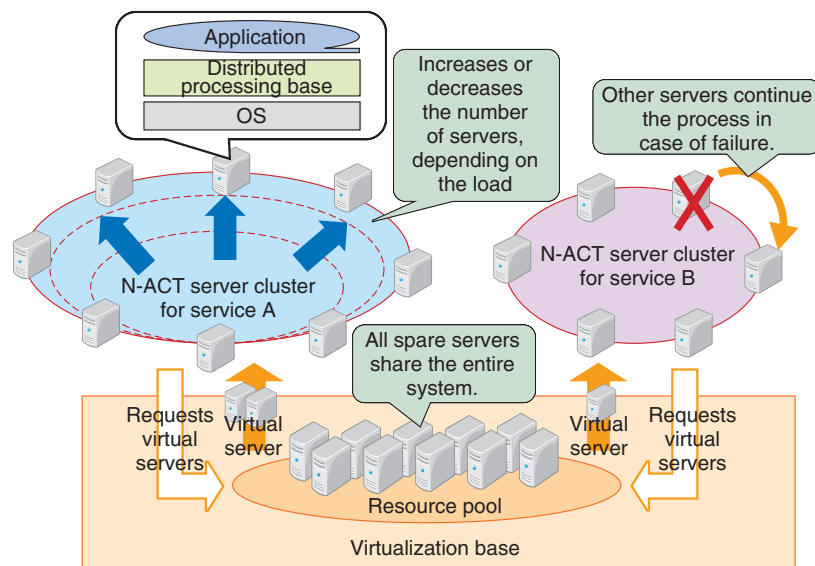 Application
Distributed
processing base
OS
Increases or
decreases
the number
of servers,
depending on
the load
Other servers continue
the process in
case of failure.
N-ACT server cluster
for service A
N-ACT server cluster
for service B
All spare servers
share the entire
system.
Requests
virtual
servers
Virtual
server
Virtual
server
Requests
virtual
servers
Resource pool
Virtualization base